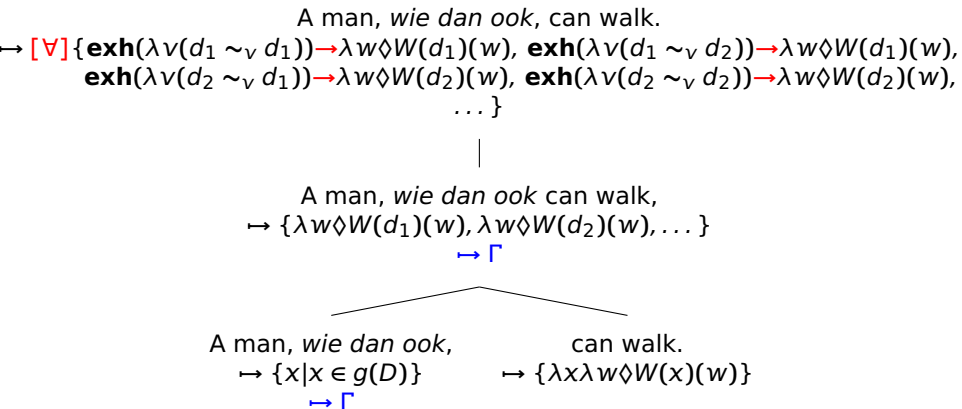 A man, wie dan ook, can walk.
↦ [∀]{exh(λv(d₁ ∼ᵥ d₁))→λw◊W(d₁)(w), exh(λv(d₁ ∼ᵥ d₂))→λw◊W(d₁)(w),
exh(λv(d₂ ∼ᵥ d₁))→λw◊W(d₂)(w), exh(λv(d₂ ∼ᵥ d₂))→λw◊W(d₂)(w),
...}
A man, wie dan ook can walk,
↦ {λw◊W(d₁)(w), λw◊W(d₂)(w), ...}
↦ Γ
A man, wie dan ook, can walk.
↦ {x|x ∈ g(D)} ↦ {λxλw◊W(x)(w)}
↦ Γ